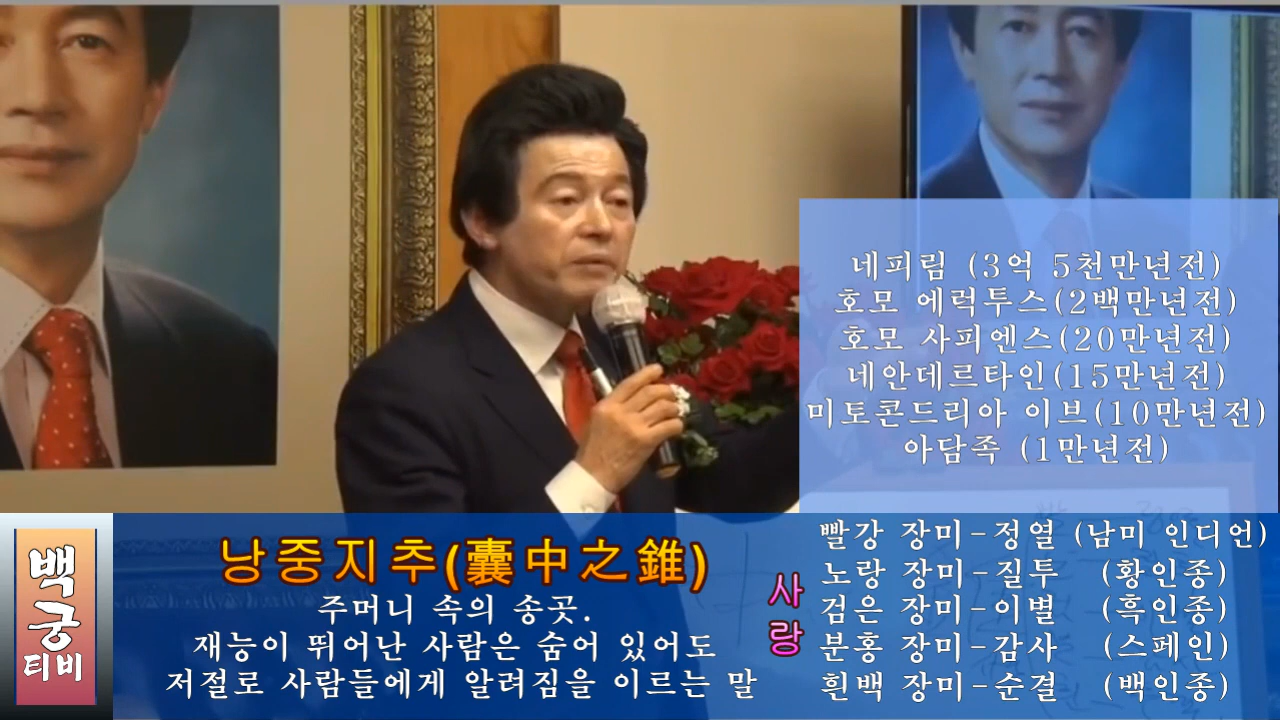 네피림 (3억 5천만년전)
호모 에럭투스(2백만년전)
호모 사피엔스(20만년전)
네안데르타인(15만년전)
미토콘드리아 이브(10만년전)
아담족 (1만년전)
백궁
티비
낭중지추(囊中之錐)
주머니 속의 송곳.
재능이 뛰어난 사람은 숨어 있어도
저절로 사람들에게 알려짐을 이르는 말
사랑
빨강 장미-정열 (남미 인디언)
노랑 장미-질투 (황인종)
검은 장미-이별 (흑인종)
분홍 장미-감사 (스페인)
흰백 장미-순결 (백인종)